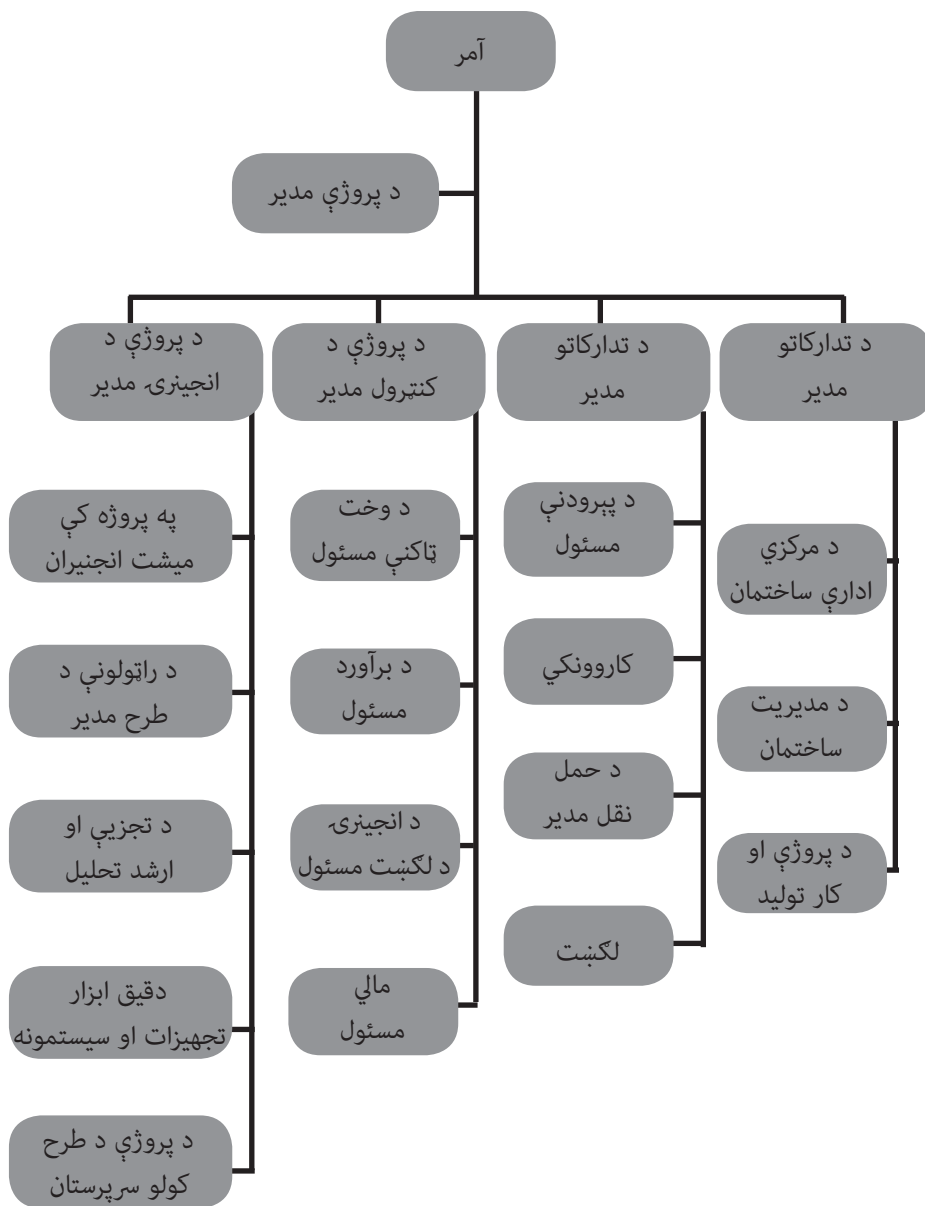 آمر
د پروژې مدير
د تدارکاتو
مدير
د تدارکاتو
مدير
د پروژې د
کنټرول مدير
د پروژې د
انجينرۍ مدير
د مرکزي
ادارې ساختمان
د مديريت
ساختمان
د پروژې او
کار توليد
د پېرودنې
مسئول
کاروونکي
د حمل
نقل مدير
لګښت
د وخت
ټاکنې مسئول
د برآورد
مسئول
د انجينرۍ
د لګښت مسئول
مالي
مسئول
په پروژه کې
ميشت انجنيران
د راټولونې د
طرح مدير
د تجزيې او
ارشد تحليل
دقيق ابزار
تجهيزات او سيستمونه
د پروژې د طرح
کولو سرپرستان